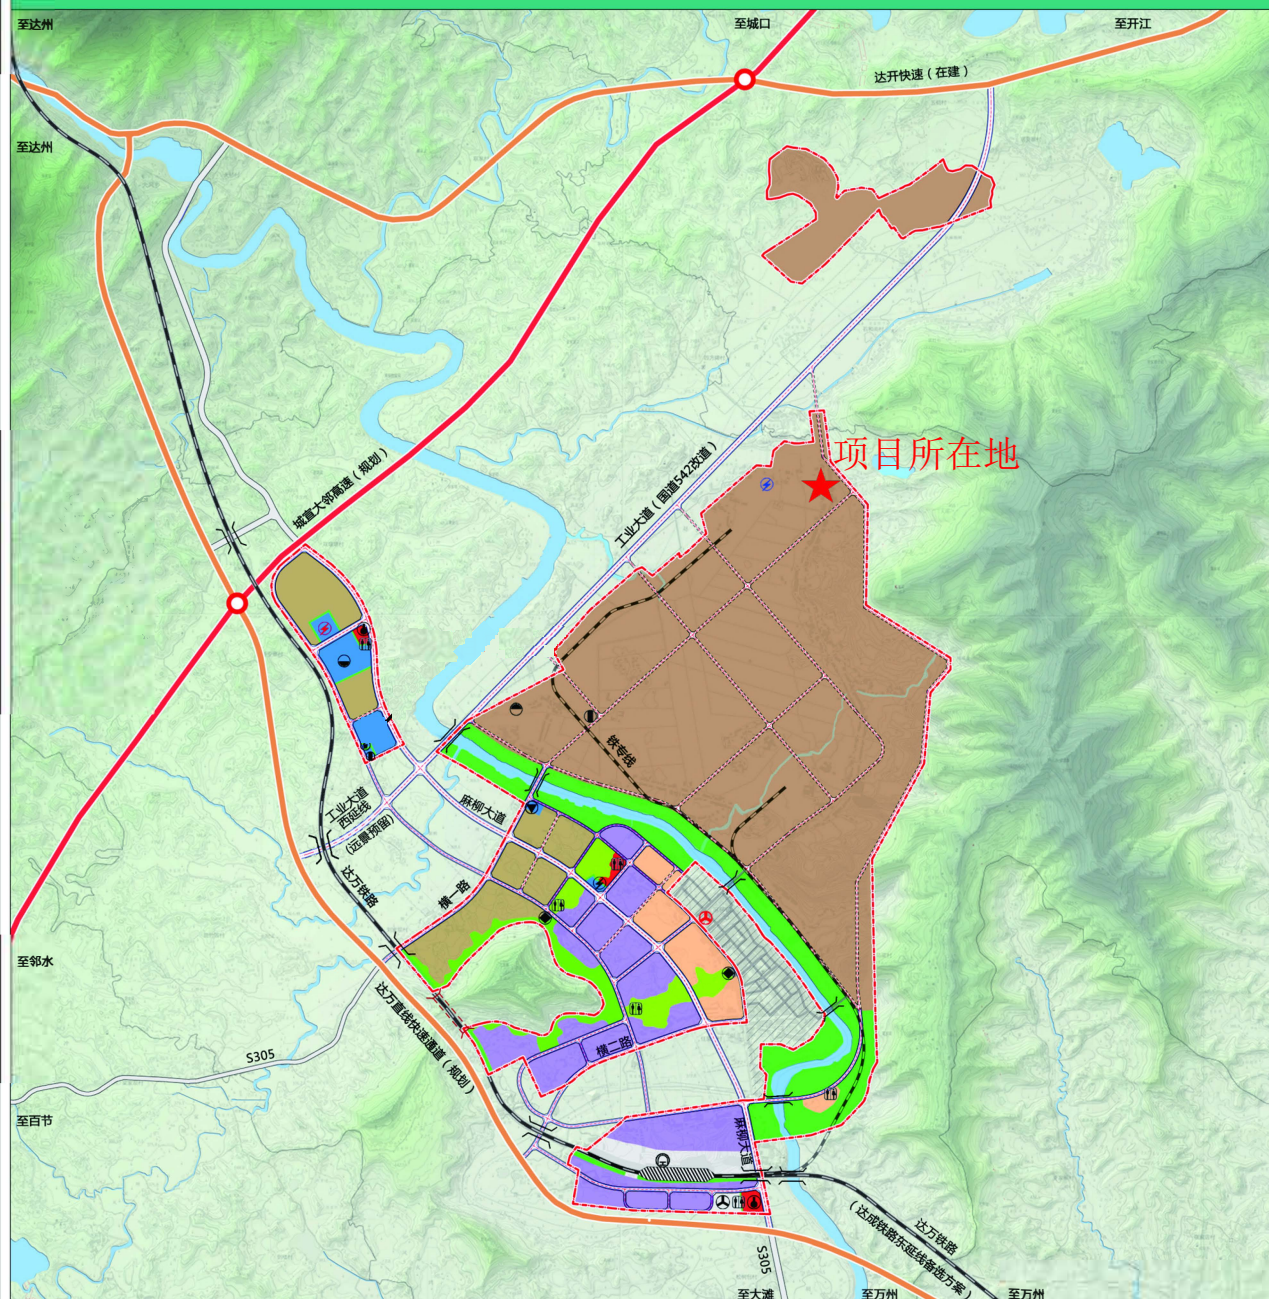 至达州
至城口
至开江
达开快速（在建）
至达州
项目所在地
工业大道（国道542改道）
城宣大邻高速（规划）
铁专线
工业大道
西延线
（远景预留）
麻柳大道
达万铁路
横一路
至邻水
达万直线快速通道（规划）
横二路
S305
至百节
麻柳大道
达万铁路
（达成铁路东延线备选方案）
S305
至大滩
至万州
至万州